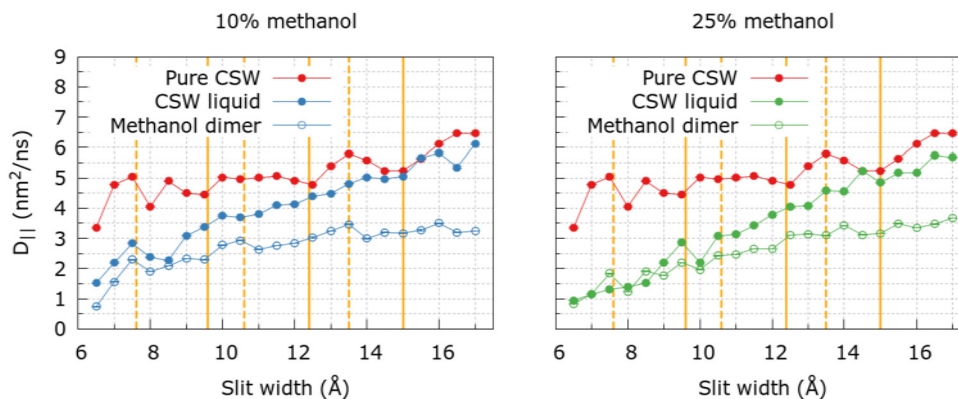 10% methanol
25% methanol
D|| (nm²/ns)
9
8
7
6
5
4
3
2
1
0
Pure CSW
CSW liquid
Methanol dimer
Pure CSW
CSW liquid
Methanol dimer
6 8 10 12 14 16
6 8 10 12 14 16
Slit width (Å)
Slit width (Å)